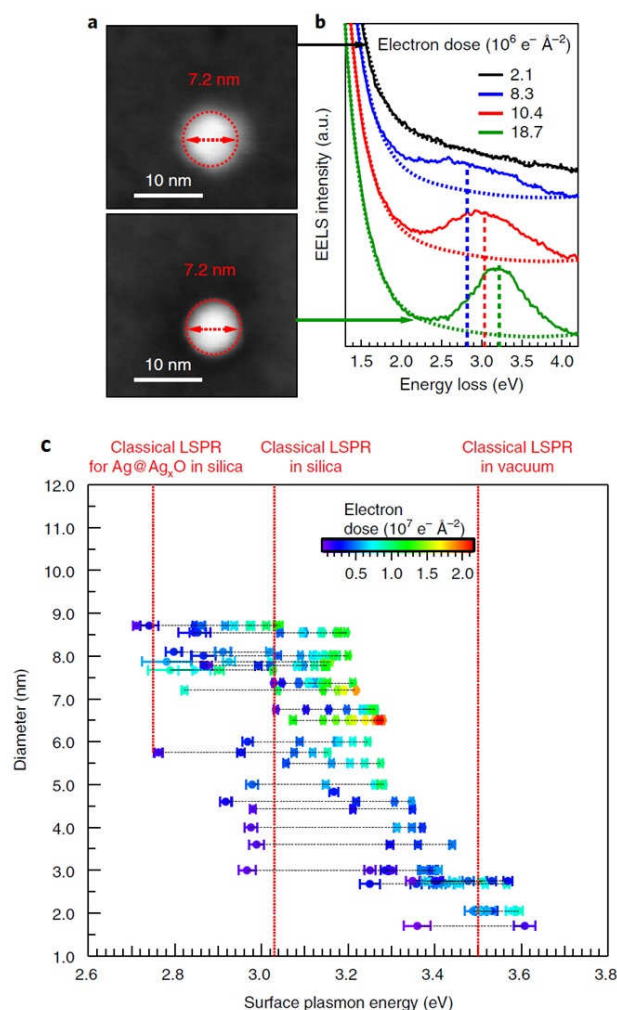 a
b
7.2 nm
10 nm
7.2 nm
10 nm
Electron dose (10⁶ e⁻ Å⁻²)
2.1
8.3
10.4
18.7
EELS intensity (a.u.)
1.5 2.0 2.5 3.0 3.5 4.0
Energy loss (eV)
c
Classical LSPR
for Ag@AgₓO in silica
Classical LSPR
in silica
Classical LSPR
in vacuum
Electron
dose (10⁷ e⁻ Å⁻²)
0.5 1.0 1.5 2.0
12.0
11.0
10.0
9.0
8.0
7.0
6.0
5.0
4.0
3.0
2.0
1.0
Diameter (nm)
2.6 2.8 3.0 3.2 3.4 3.6 3.8
Surface plasmon energy (eV)